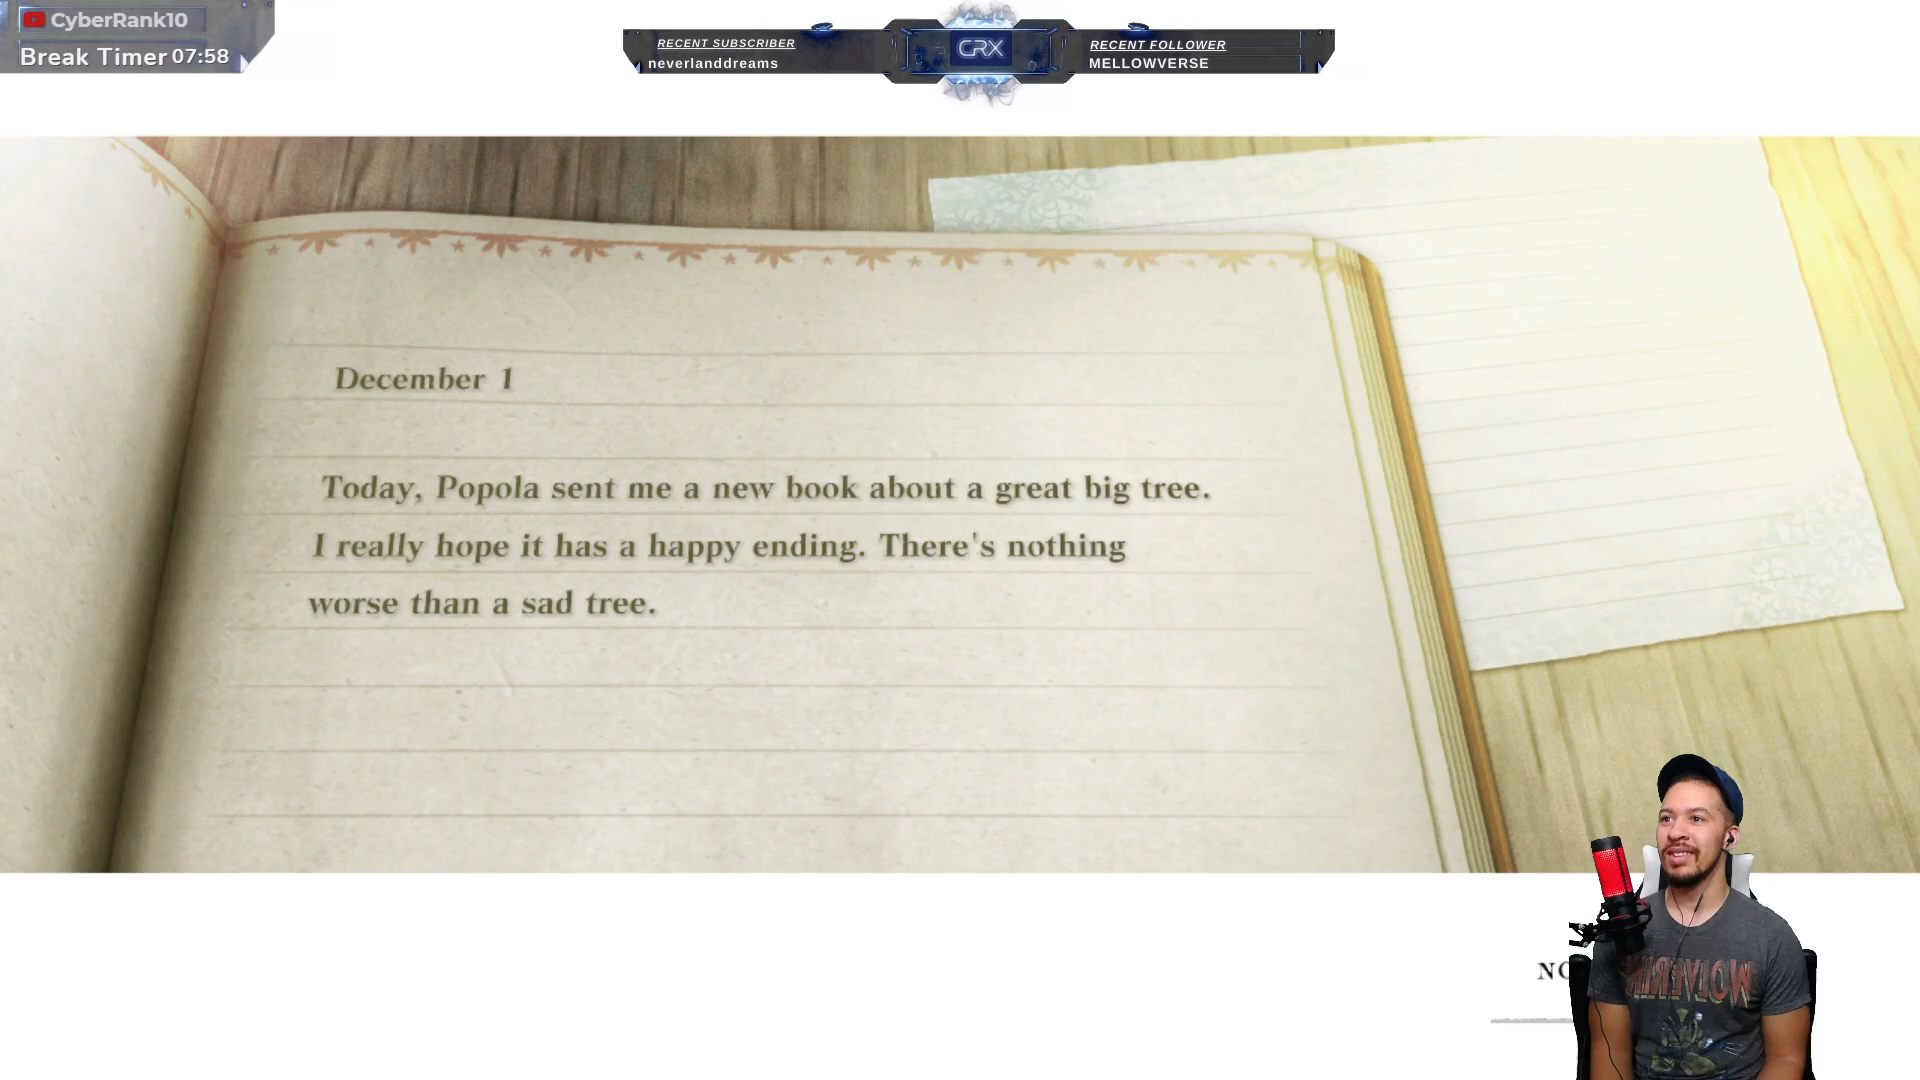 CyberRank10
Break Timer 07:58
RECENT SUBSCRIBER
neverlanddreams
GRX
RECENT FOLLOWER
MELLOWVERSE
December 1
Today, Popola sent me a new book about a great big tree.
I really hope it has a happy ending. There's nothing
worse than a sad tree.